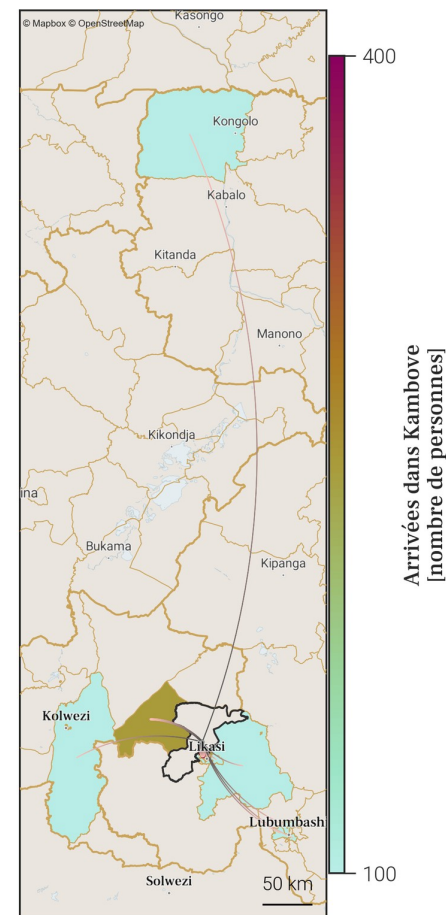 © Mapbox © OpenStreetMap
Kasongo
400
Kongolo
Kabalo
Kitanda
Manono
Kikondja
ina
Bukama
Kipanga
Kolwezi
Likasi
Lubumbash
Solwezi
50 km
100
Arrivées dans Kambove
[nombre de personnes]